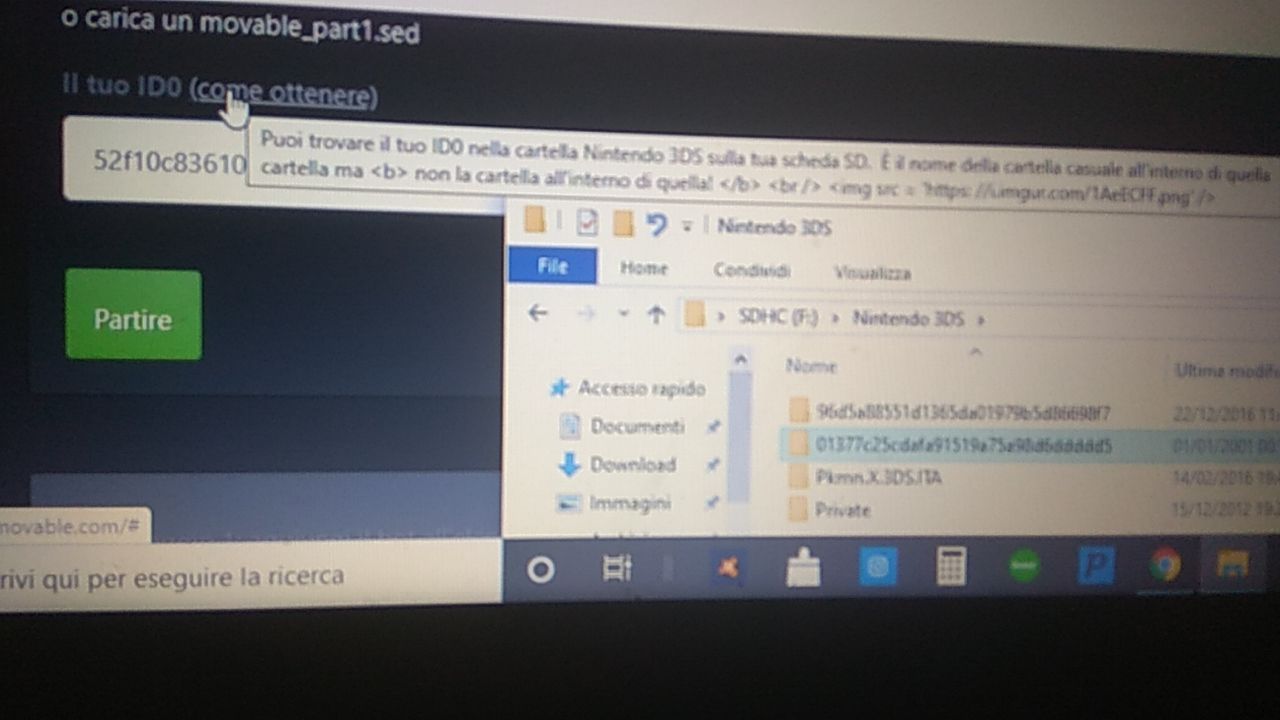 o carica un movable_part1.sed
Il tuo ID0 (come ottenere)
52f10c83610
Puoi trovare il tuo ID0 nella cartella Nintendo 3DS sulla tua scheda SD. È il nome della cartella casuale all'interno di quella
cartella ma <b> non la cartella all'interno di quella! </b> <br /> <img src = 'https: //i.imgur.com/1AeECFF.png' />
Nintendo 3DS
File Home Condividi Visualizza
SDHC (F:) Nintendo 3DS
Nome Ultima modifi
Accesso rapido
Documenti
Download
Immagini
96d5a88551d1365da01979b5d86698f7 22/12/2016
01377c25cdafa91519a75a98d6dddddd5 01/01/2001
Pkmn.X.3DS.ITA 14/02/2016
Private 15/12/2012
Partire
movable.com/#
rivi qui per eseguire la ricerca